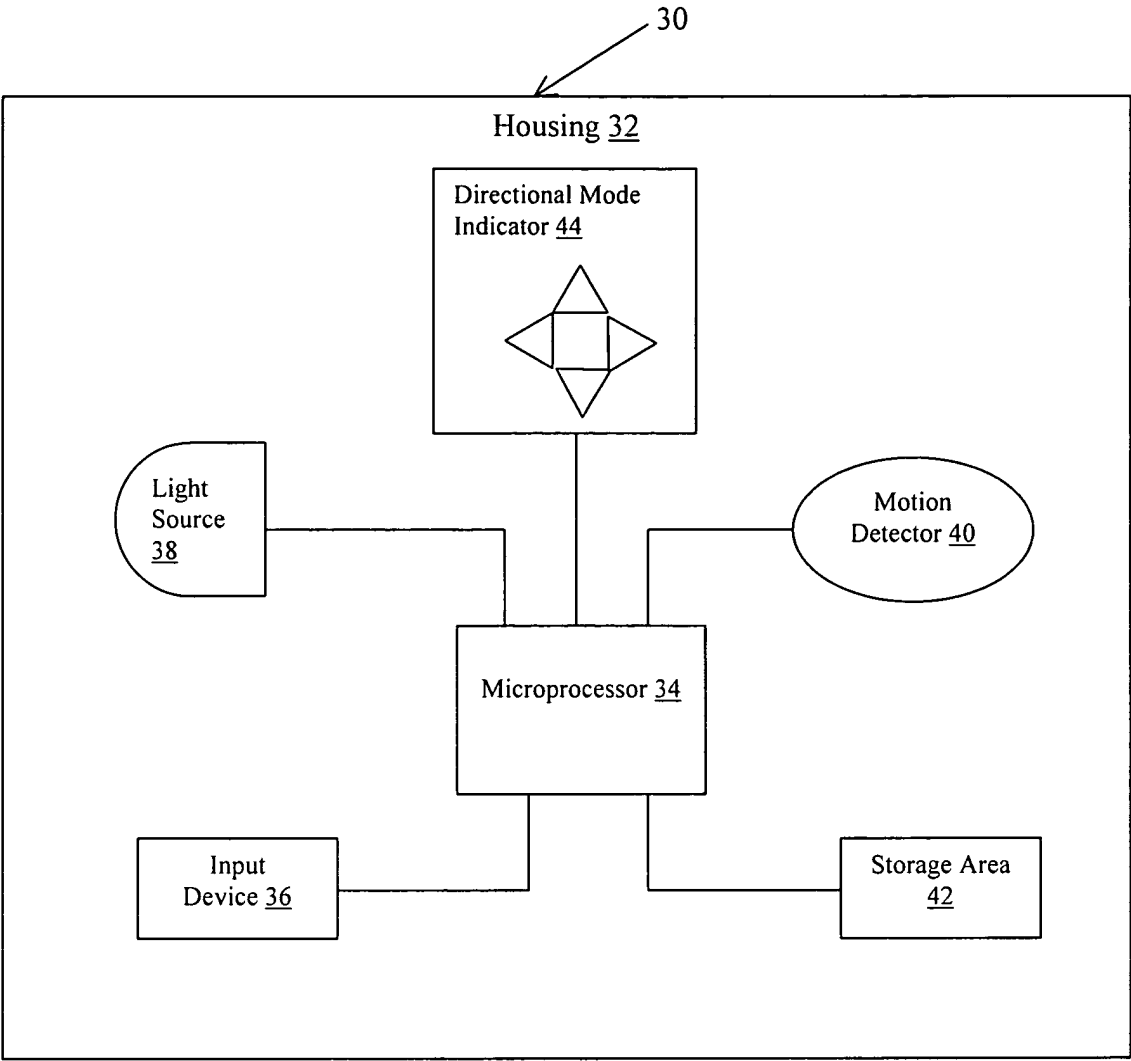 30
Housing 32
Directional Mode
Indicator 44
Light
Source
38
Motion
Detector 40
Microprocessor 34
Input
Device 36
Storage Area
42